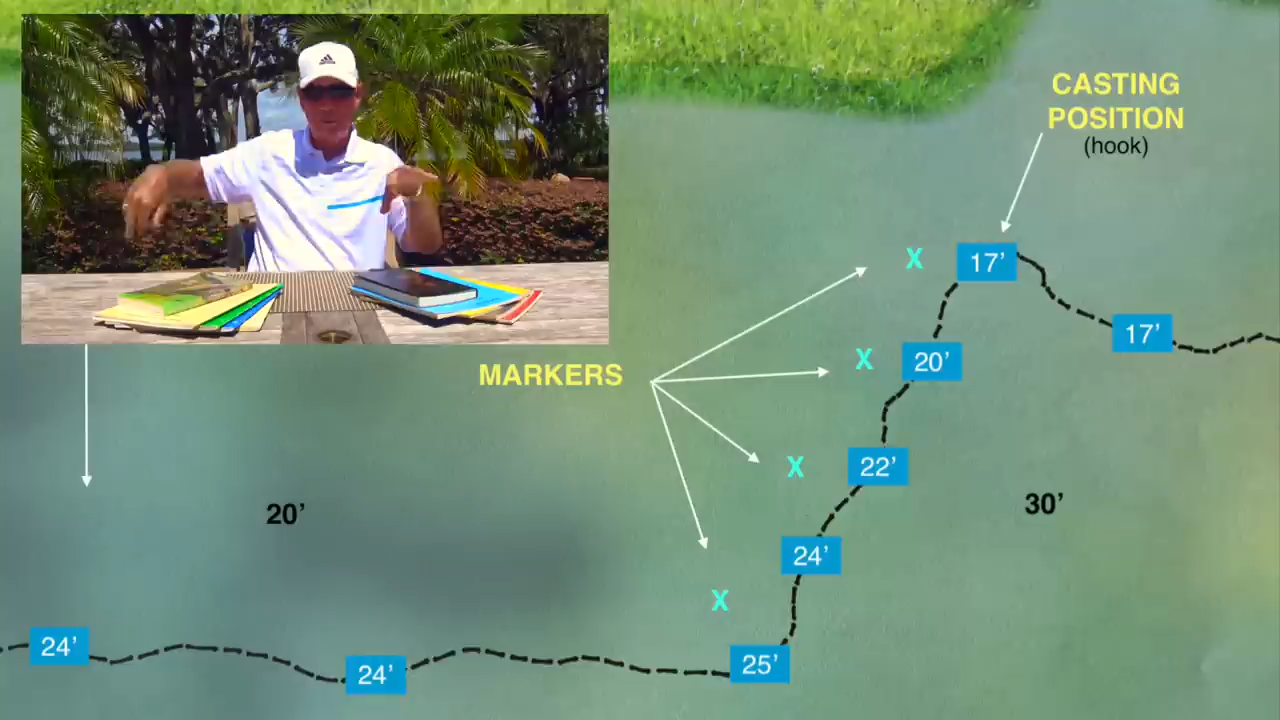 CASTING
POSITION
(hook)
X
17’
17’
X
20’
MARKERS
X
22’
20’
30’
24’
X
24’
24’
25’